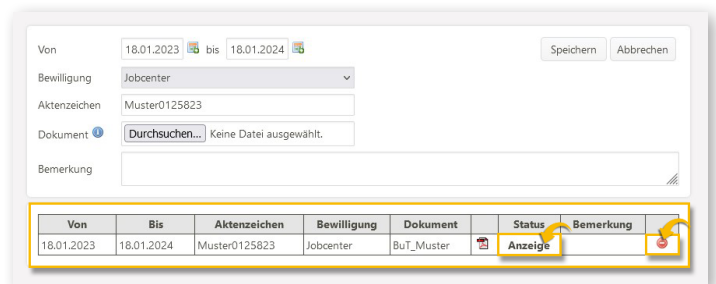 Von 18.01.2023 bis 18.01.2024 Speichern Abbrechen
Bewilligung Jobcenter
Aktenzeichen Muster0125823
Dokument Durchsuchen... Keine Datei ausgewählt.
Bemerkung
Von Bis Aktenzeichen Bewilligung Dokument Status Bemerkung
18.01.2023 18.01.2024 Muster0125823 Jobcenter BuT_Muster Anzeige